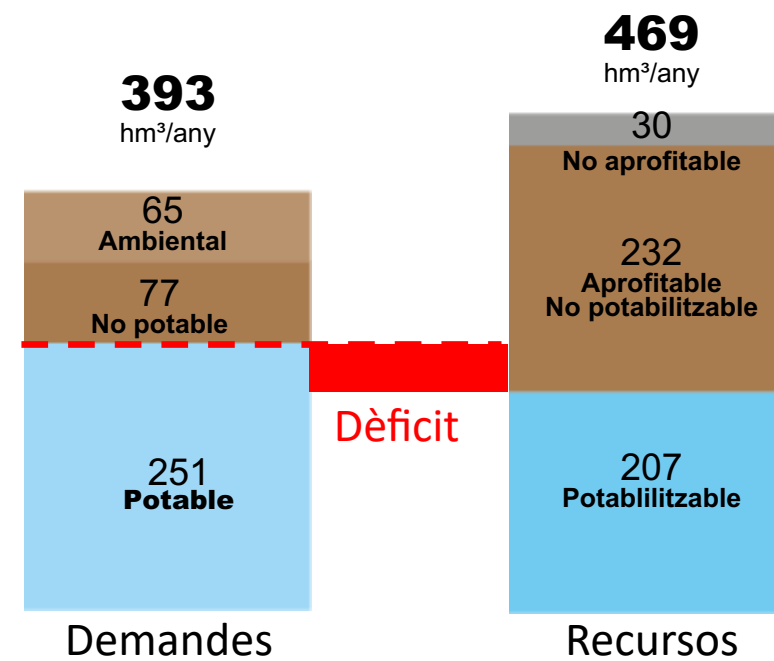 393
hm³/any
65
Ambiental
77
No potable
251
Potable
Demandes
Dèficit
469
hm³/any
30
No aprofitable
232
Aprofitable
No potabilitzable
207
Potablilitzable
Recursos